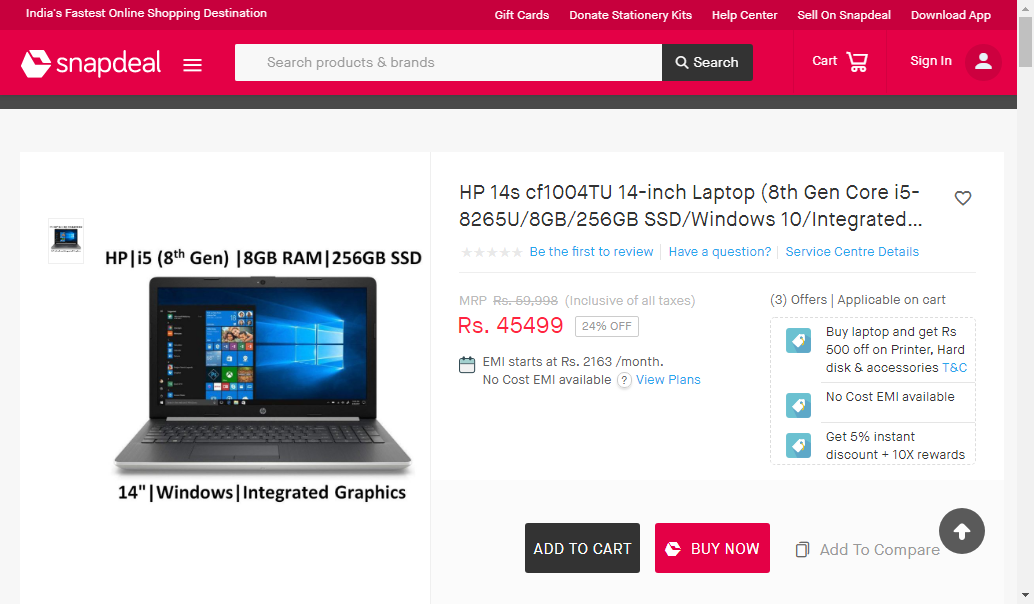 India's Fastest Online Shopping Destination
Gift Cards
Donate Stationery Kits
Help Center
Sell On Snapdeal
Download App
snapdeal
Search products & brands
Search
Cart
Sign In
HP|i5 (8th Gen) |8GB RAM|256GB SSD
14"|Windows|Integrated Graphics
HP 14s cf1004TU 14-inch Laptop (8th Gen Core i5-
8265U/8GB/256GB SSD/Windows 10/Integrated...
Be the first to review
Have a question?
Service Centre Details
MRP Rs. 59,998 (Inclusive of all taxes)
Rs. 45499 24% OFF
EMI starts at Rs. 2163 /month.
No Cost EMI available ? View Plans
(3) Offers | Applicable on cart
Buy laptop and get Rs
500 off on Printer, Hard
disk & accessories T&C
No Cost EMI available
Get 5% instant
discount + 10X rewards
ADD TO CART
BUY NOW
Add To Compare